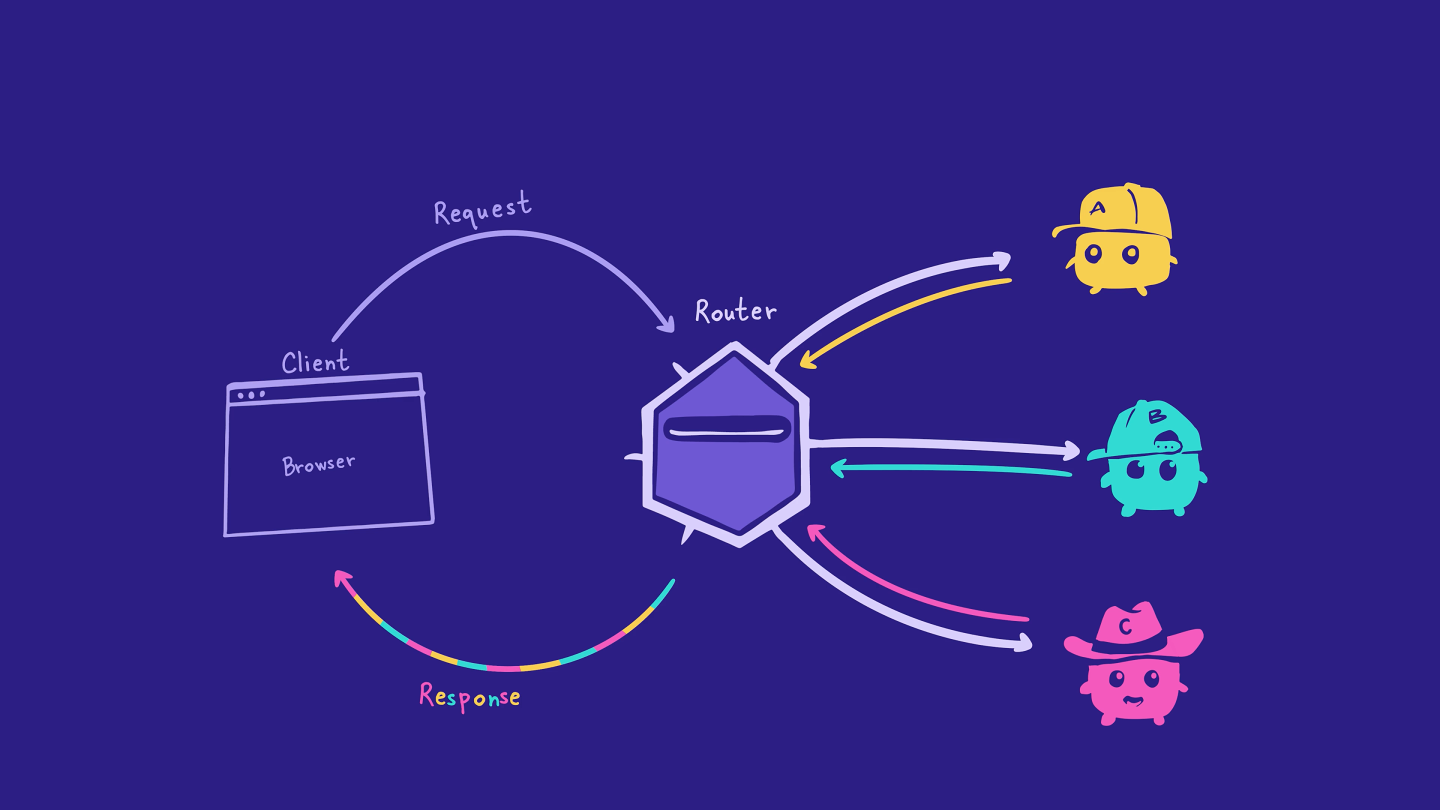 Request
Router
Client
Browser
Response
A
B
C